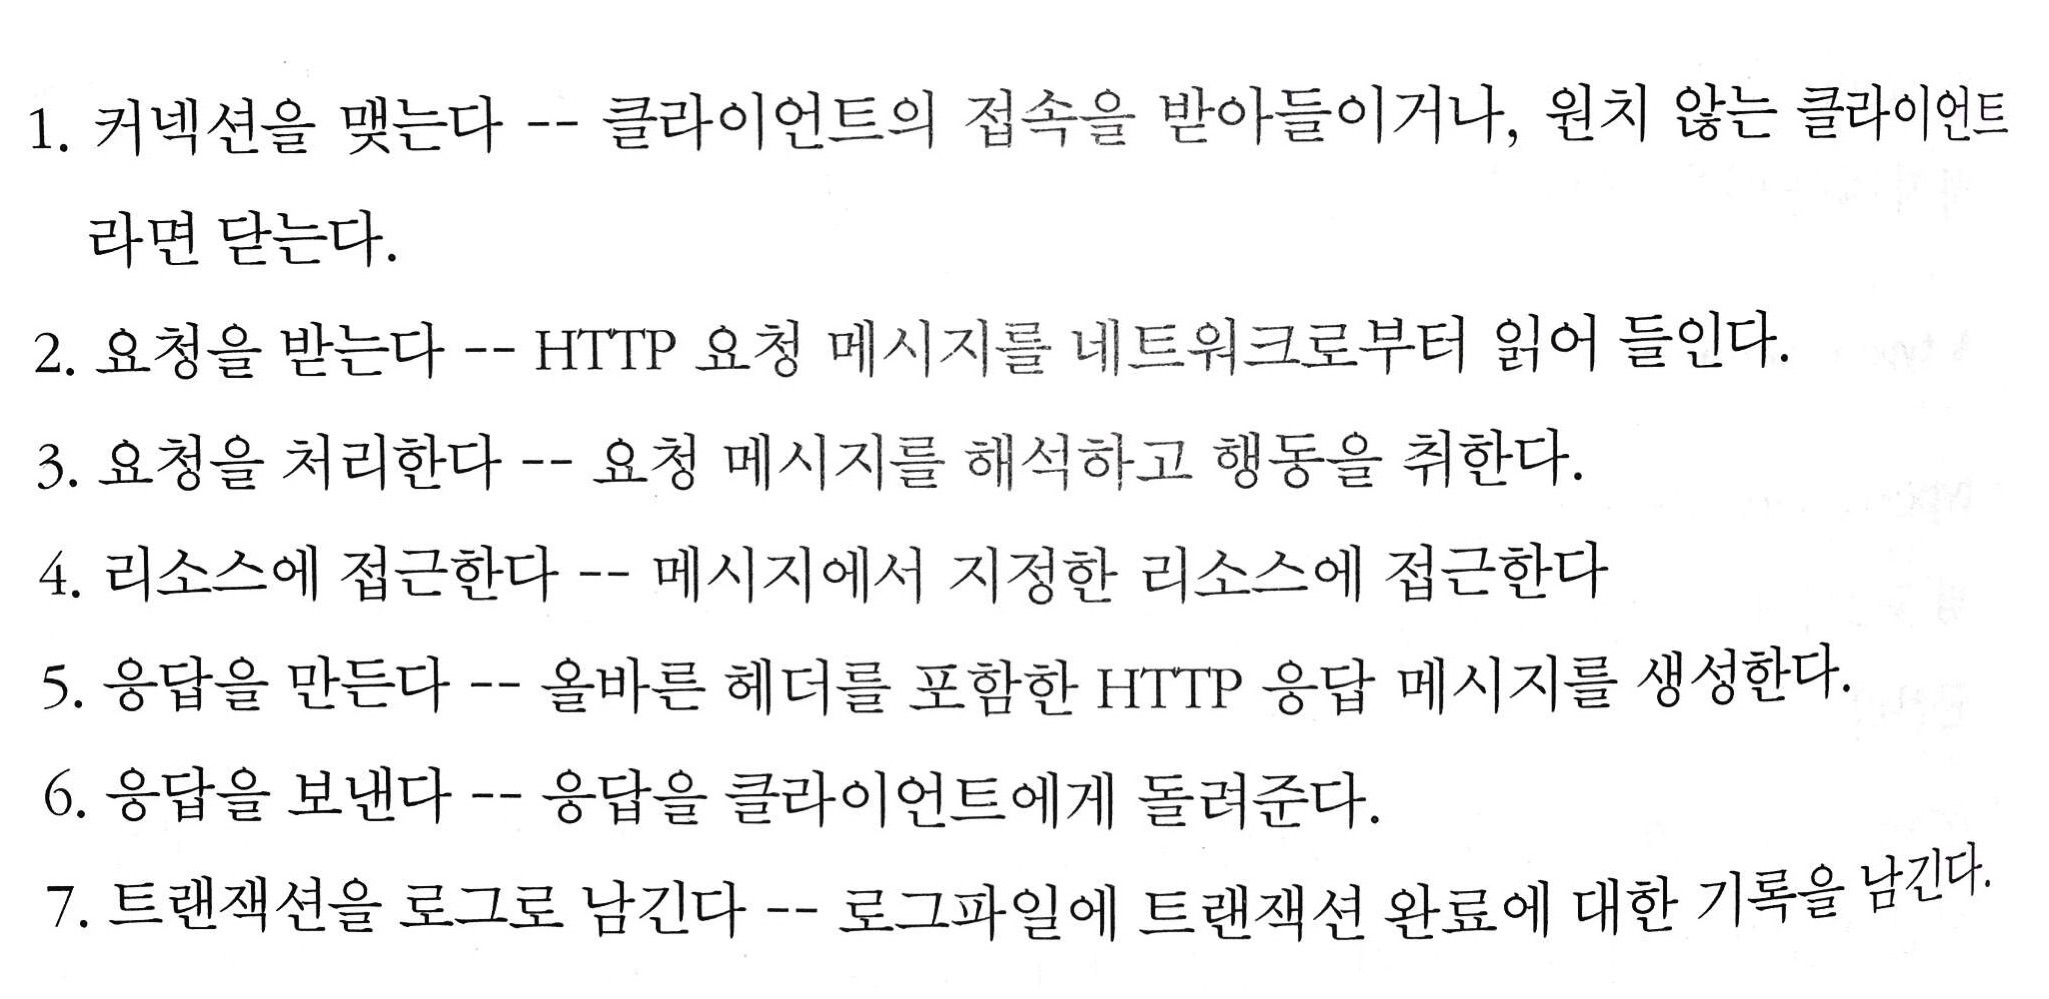 1. 커넥션을 맺는다 -- 클라이언트의 접속을 받아들이거나, 원치 않는 클라이언트
라면 닫는다.
2. 요청을 받는다 -- HTTP 요청 메시지를 네트워크로부터 읽어 들인다.
3. 요청을 처리한다 -- 요청 메시지를 해석하고 행동을 취한다.
4. 리소스에 접근한다 -- 메시지에서 지정한 리소스에 접근한다
5. 응답을 만든다 -- 올바른 헤더를 포함한 HTTP 응답 메시지를 생성한다.
6. 응답을 보낸다 -- 응답을 클라이언트에게 돌려준다.
7. 트랜잭션을 로그로 남긴다 -- 로그파일에 트랜잭션 완료에 대한 기록을 남긴다.